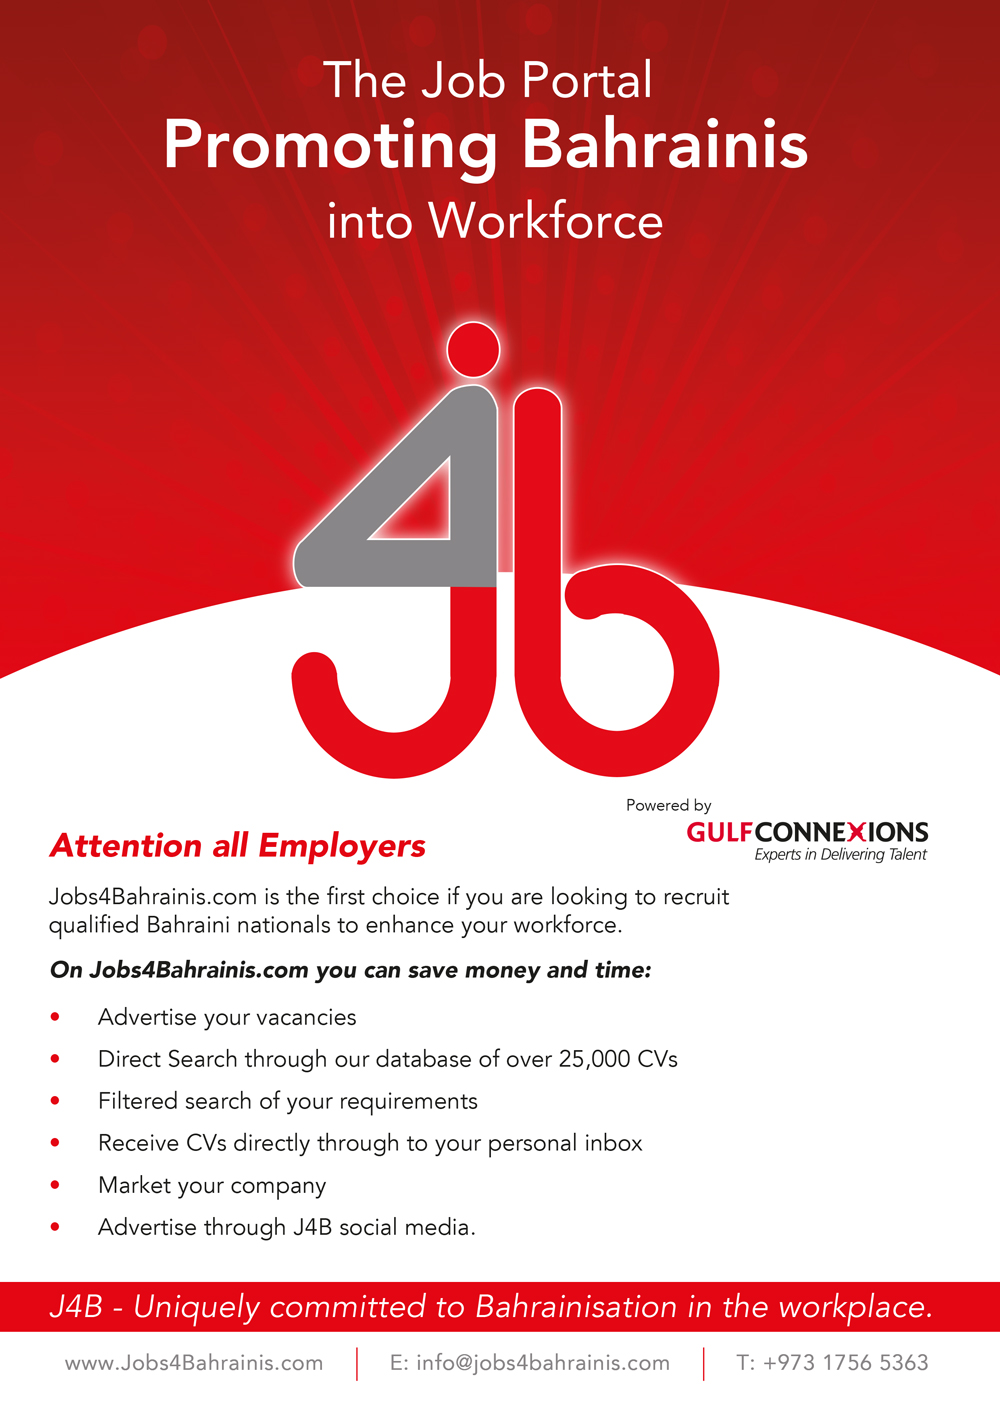 The Job Portal
Promoting Bahrainis
into Workforce
J4b
Powered by
GULFCONNEXIONS
Experts in Delivering Talent
Attention all Employers
Jobs4Bahrainis.com is the first choice if you are looking to recruit
qualified Bahraini nationals to enhance your workforce.
On Jobs4Bahrainis.com you can save money and time:
• Advertise your vacancies
• Direct Search through our database of over 25,000 CVs
• Filtered search of your requirements
• Receive CVs directly through to your personal inbox
• Market your company
• Advertise through J4B social media.
J4B - Uniquely committed to Bahrainisation in the workplace.
www.Jobs4Bahrainis.com | E: info@jobs4bahrainis.com | T: +973 1756 5363